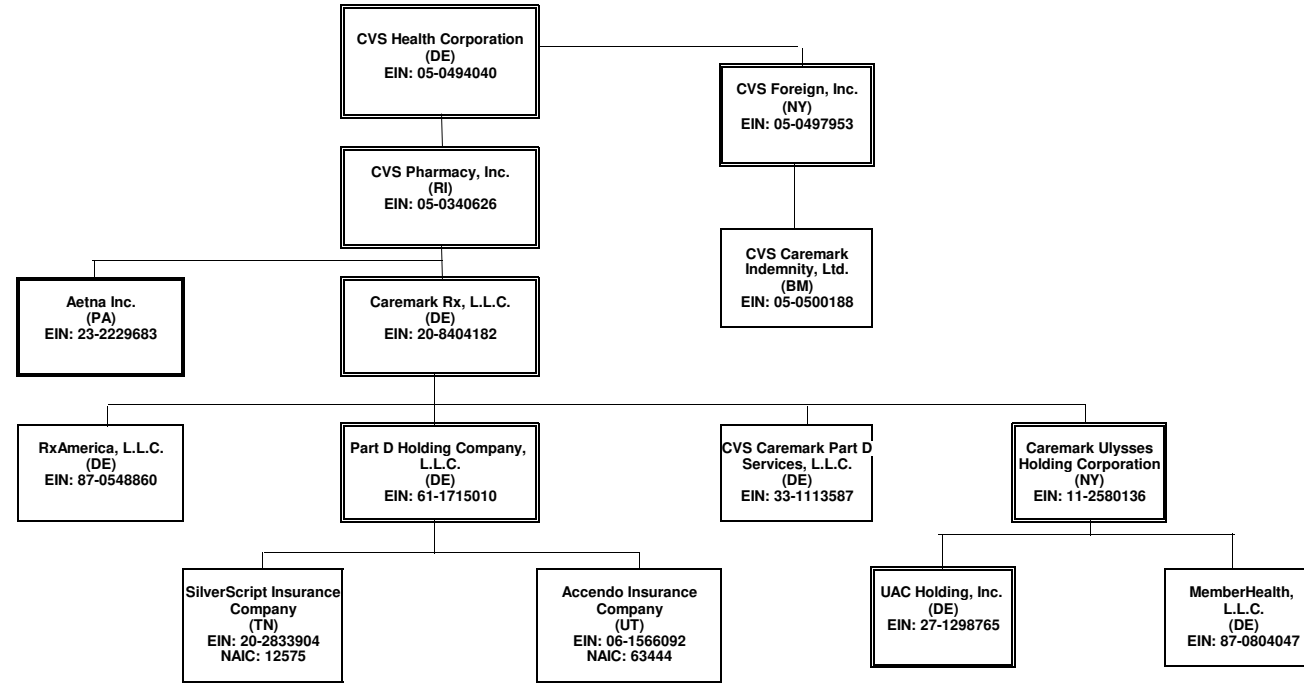 CVS Health Corporation
(DE)
EIN: 05-0494040
CVS Foreign, Inc.
(NY)
EIN: 05-0497953
CVS Pharmacy, Inc.
(RI)
EIN: 05-0340626
CVS Caremark
Indemnity, Ltd.
(BM)
EIN: 05-0500188
Aetna Inc.
(PA)
EIN: 23-2229683
Caremark Rx, L.L.C.
(DE)
EIN: 20-8404182
RxAmerica, L.L.C.
(DE)
EIN: 87-0548860
Part D Holding Company,
L.L.C.
(DE)
EIN: 61-1715010
CVS Caremark Part D
Services, L.L.C.
(DE)
EIN: 33-1113587
Caremark Ulysses
Holding Corporation
(NY)
EIN: 11-2580136
SilverScript Insurance
Company
(TN)
EIN: 20-2833904
NAIC: 12575
Accendo Insurance
Company
(UT)
EIN: 06-1566092
NAIC: 63444
UAC Holding, Inc.
(DE)
EIN: 27-1298765
MemberHealth,
L.L.C.
(DE)
EIN: 87-0804047